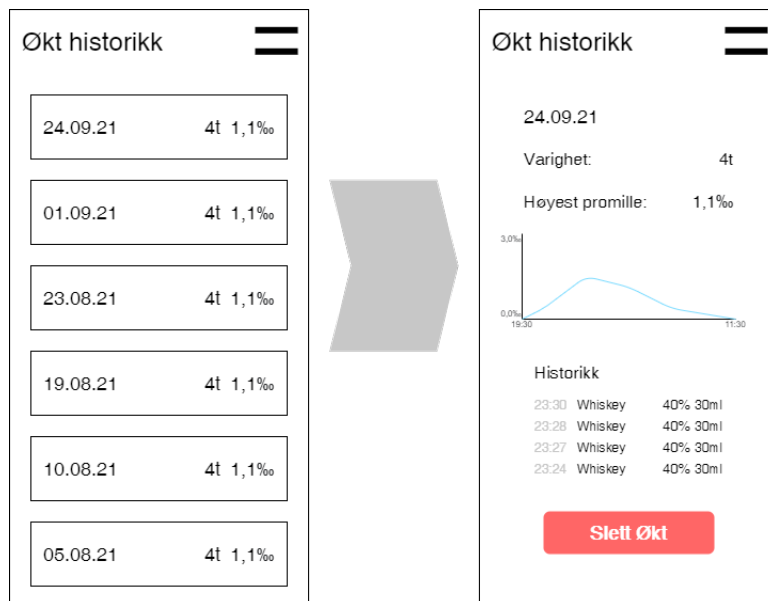 Økt historikk
24.09.21 4t 1,1‰
01.09.21 4t 1,1‰
23.08.21 4t 1,1‰
19.08.21 4t 1,1‰
10.08.21 4t 1,1‰
05.08.21 4t 1,1‰
Økt historikk
24.09.21
Varighet: 4t
Høyest promille: 1,1‰
3,0‰
0,0‰
19:30 11:30
Historikk
23:30 Whiskey 40% 30ml
23:28 Whiskey 40% 30ml
23:27 Whiskey 40% 30ml
23:24 Whiskey 40% 30ml
Slett Økt